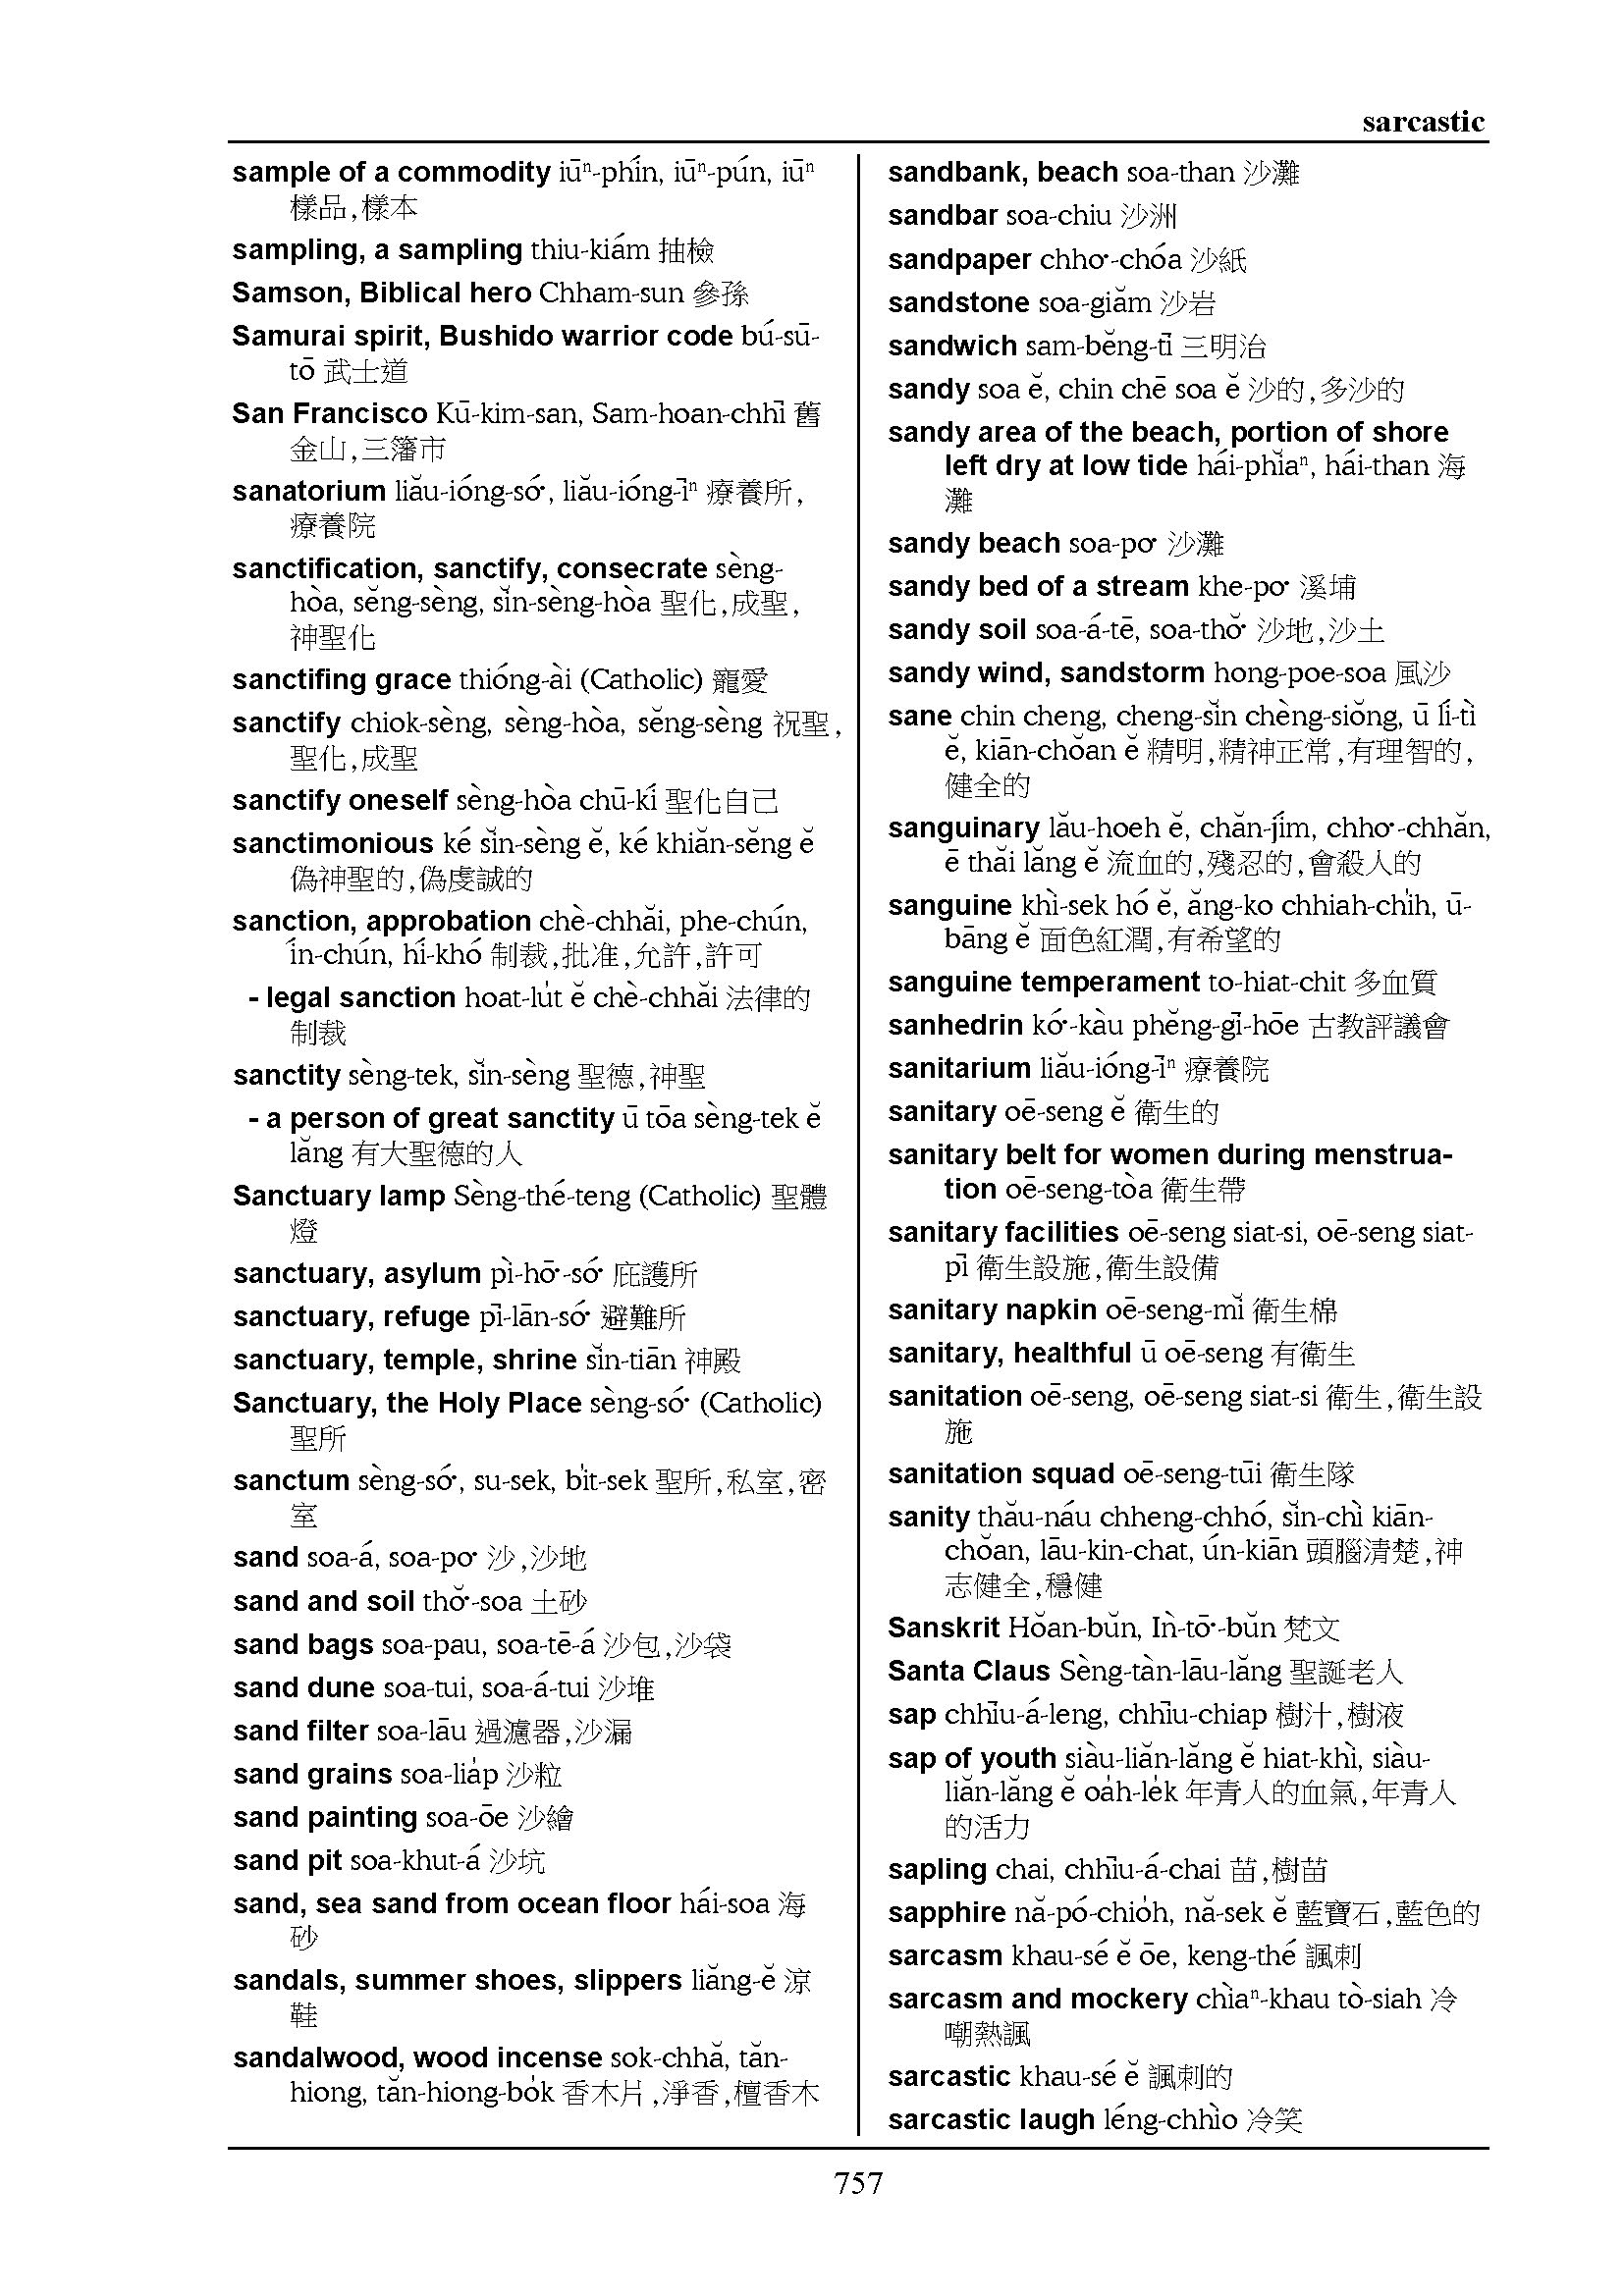 sarcastic
sample of a commodity iūⁿ-phín, iūⁿ-pún, iūⁿ
樣品,樣本
sampling, a sampling thiu-kiám 抽檢
Samson, Biblical hero Chham-sun 參孫
Samurai spirit, Bushido warrior code bú-sū-
tō 武士道
San Francisco Kū-kim-san, Sam-hoan-chhī 舊
金山,三籓市
sanatorium liău-ióng-só͘, liău-ióng-īⁿ 療養所,
療養院
sanctification, sanctify, consecrate sèng-
hòa, sĕng-sèng, sĭn-sèng-hòa 聖化,成聖,
神聖化
sanctifing grace thióng-ài (Catholic) 寵愛
sanctify chiok-sèng, sèng-hòa, sĕng-sèng 祝聖,
聖化,成聖
sanctify oneself sèng-hòa chū-kí 聖化自己
sanctimonious ké sĭn-sèng ĕ, ké khiăn-sĕng ĕ
偽神聖的,偽虔誠的
sanction, approbation chè-chhăi, phe-chún,
ín-chún, hí-khó 制裁,批准,允許,許可
- legal sanction hoat-lu̍t ĕ chè-chhăi 法律的
制裁
sanctity sèng-tek, sĭn-sèng 聖德,神聖
- a person of great sanctity ū tōa sèng-tek ĕ
lăng 有大聖德的人
Sanctuary lamp Sèng-thé-teng (Catholic) 聖體
燈
sanctuary, asylum pì-hō͘-só͘ 庇護所
sanctuary, refuge pī-lān-só͘ 避難所
sanctuary, temple, shrine sĭn-tiān 神殿
Sanctuary, the Holy Place sèng-só͘ (Catholic)
聖所
sanctum sèng-só͘, su-sek, bi̍t-sek 聖所,私室,密
室
sand soa-á, soa-po͘ 沙,沙地
sand and soil thŏ͘-soa 土砂
sand bags soa-pau, soa-tē-á 沙包,沙袋
sand dune soa-tui, soa-á-tui 沙堆
sand filter soa-lāu 過濾器,沙漏
sand grains soa-lia̍p 沙粒
sand painting soa-ōe 沙繪
sand pit soa-khut-á 沙坑
sand, sea sand from ocean floor hái-soa 海
砂
sandals, summer shoes, slippers liăng-ĕ 涼
鞋
sandalwood, wood incense sok-chhă, tăn-
hiong, tăn-hiong-bo̍k 香木片,淨香,檀香木
sandbank, beach soa-than 沙灘
sandbar soa-chiu 沙洲
sandpaper chho͘-chóa 沙紙
sandstone soa-giăm 沙岩
sandwich sam-bĕng-tī 三明治
sandy soa ĕ, chin chē soa ĕ 沙的,多沙的
sandy area of the beach, portion of shore
left dry at low tide hái-phĭaⁿ, hái-than 海
灘
sandy beach soa-po͘ 沙灘
sandy bed of a stream khe-po͘ 溪埔
sandy soil soa-á-tē, soa-thŏ͘ 沙地,沙土
sandy wind, sandstorm hong-poe-soa 風沙
sane chin cheng, cheng-sĭn chèng-siŏng, ū lí-tì
ĕ, kiān-chŏan ĕ 精明,精神正常,有理智的,
健全的
sanguinary lău-hoeh ĕ, chăn-jím, chho͘-chhăn,
ē thăi lăng ĕ 流血的,殘忍的,會殺人的
sanguine khì-sek hó ĕ, ăng-ko chhiah-chi̍h, ū-
bāng ĕ 面色紅潤,有希望的
sanguine temperament to-hiat-chit 多血質
sanhedrin kó͘-kàu phĕng-gī-hōe 古教評議會
sanitarium liău-ióng-īⁿ 療養院
sanitary oē-seng ĕ 衛生的
sanitary belt for women during menstrua-
tion oē-seng-tòa 衛生帶
sanitary facilities oē-seng siat-si, oē-seng siat-
pī 衛生設施,衛生設備
sanitary napkin oē-seng-mĭ 衛生棉
sanitary, healthful ū oē-seng 有衛生
sanitation oē-seng, oē-seng siat-si 衛生,衛生設
施
sanitation squad oē-seng-tūi 衛生隊
sanity thău-náu chheng-chhó, sĭn-chì kiān-
chŏan, lāu-kin-chat, ún-kiān 頭腦清楚,神
志健全,穩健
Sanskrit Hŏan-bŭn, Ìn-tō͘-bŭn 梵文
Santa Claus Sèng-tàn-lāu-lăng 聖誕老人
sap chhīu-á-leng, chhīu-chiap 樹汁,樹液
sap of youth siàu-liăn-lăng ĕ hiat-khì, siàu-
liăn-lăng ĕ oa̍h-le̍k 年青人的血氣,年青人
的活力
sapling chai, chhīu-á-chai 苗,樹苗
sapphire nă-pó-chio̍h, nă-sek ĕ 藍寶石,藍色的
sarcasm khau-sé ĕ ōe, keng-thé 諷刺
sarcasm and mockery chìaⁿ-khau tò-siah 冷
嘲熱諷
sarcastic khau-sé ĕ 諷刺的
sarcastic laugh léng-chhìo 冷笑
757